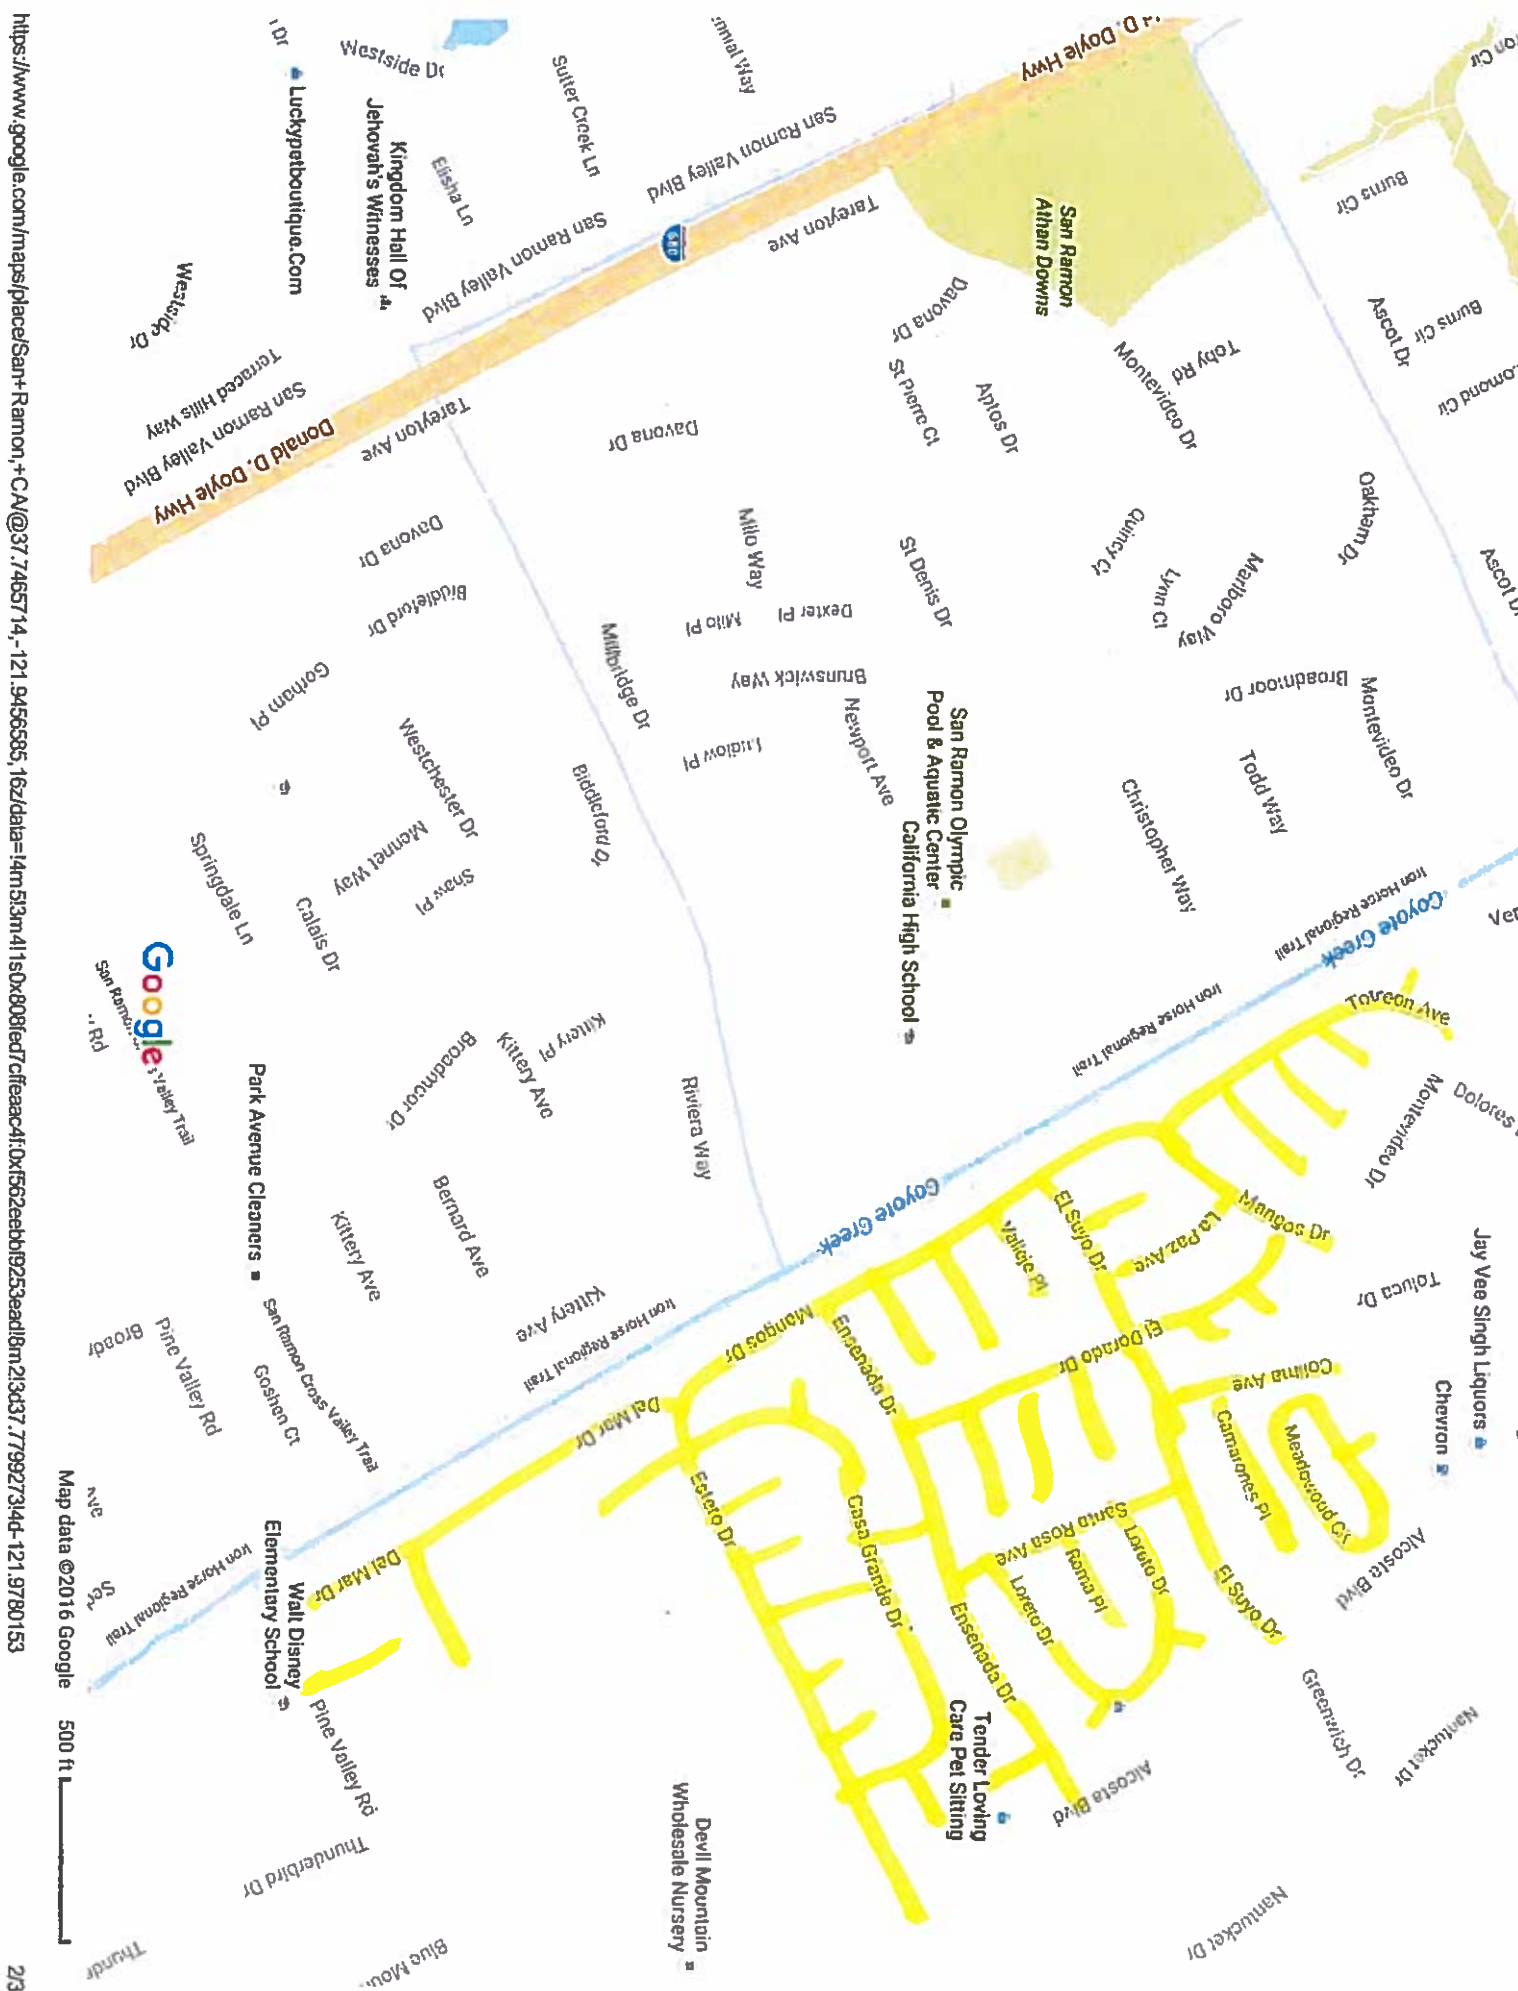 https://www.google.com/maps/place/San+Ramon,+CA/@37.7465714,-121.9456585,16z/data=!4m5!3m4!1s0x808fed7cffeaac4f:0xf562eebbf9253ead!8m2!3d37.7799273!4d-121.9780153
2/3
Westside Dr
Luckypetboutique.Com
Kingdom Hall Of
Jehovah's Witnesses
Elisha Ln
Sutter Creek Ln
San Ramon Valley Blvd
San Ramon Valley Blvd
San Ramon Valley Blvd
Westside Dr
Terraced Hills Way
Donald D. Doyle Hwy
D. Doyle Hwy
680
Tareyton Ave
Tareyton Ave
San Ramon
Athan Downs
Burns Cir
Burns Cir
Ascot Dr
Ascot D
Davona Dr
Davona Dr
Davona Dr
St Pierre Ct
Aptos Dr
Montevideo Dr
Toby Rd
Oakham Dr
Quincy Ct
Lynn Ct
Marlboro Way
Broadmoor Dr
Montevideo Dr
Todd Way
Christopher Way
St Denis Dr
Milo Way
Milo Pl
Dexter Pl
Brunswick Way
Ludlow Pl
Newport Ave
Millbridge Dr
Biddeford Dr
Biddeford Dr
Gorham Pl
Westchester Dr
Mennet Way
Snow Pl
Springdale Ln
Calais Dr
San Ramon Olympic
Pool & Aquatic Center
California High School
Google
Valley Trail
Rd
Park Avenue Cleaners
Broadmoor Dr
Kittery Ave
Kittery Pl
Riviera Way
Bernard Ave
Kittery Ave
Kittery Ave
Pine Valley Rd
Goshen Ct
San Ramon Cross Valley Trail
Iron Horse Regional Trail
Iron Horse Regional Trail
Iron Horse Regional Trail
Iron Horse Regional Trail
Coyote Creek
Coyote Creek
Torreon Ave
Montevideo Dr
Dolores
Mangos Dr
La Paz Ave
El Suyo Dr
Vallejo Pl
Toluca Dr
Jay Vee Singh Liquors
Chevron
Mangos Dr
Ensenada Dr
El Dorado Dr
Colima Ave
Camarones Pl
Meadowood Cir
Alcosta Blvd
Del Mar Dr
Estero Dr
Casa Grande Dr
Santa Rosa Ave
Loreto Dr
Roma Pl
Loreto Dr
El Suyo Dr
Ensenada Dr
Greenwich Dr
Nantucket Dr
Del Mar Dr
Walt Disney
Elementary School
Pine Valley Rd
Thunderbird Dr
Tender Loving
Care Pet Sitting
Alcosta Blvd
Devil Mountain
Wholesale Nursery
Nantucket Dr
Map data ©2016 Google
500 ft